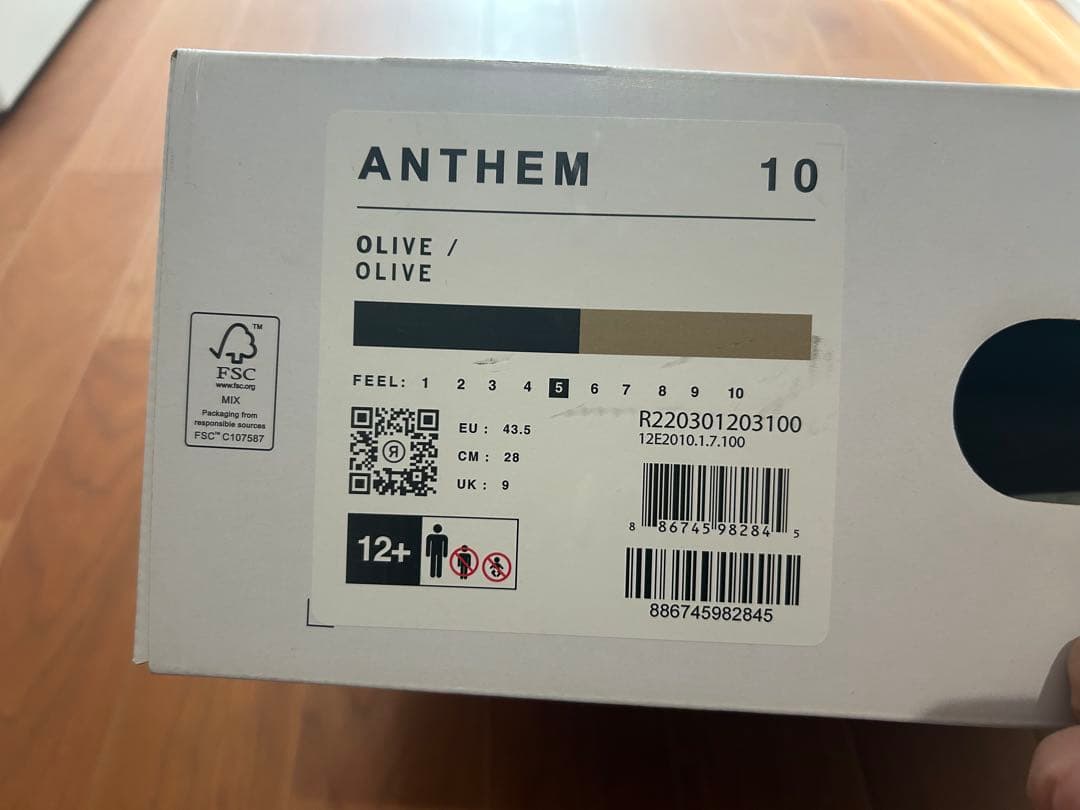 ANTHEM 10
OLIVE /
OLIVE
FEEL: 1 2 3 4 5 6 7 8 9 10
EU : 43.5
CM : 28
UK : 9
R220301203100
12E2010.1.7.100
8 86745 98284 5
886745982845
12+
FSC™
www.fsc.org
MIX
Packaging from
responsible sources
FSC™ C107587